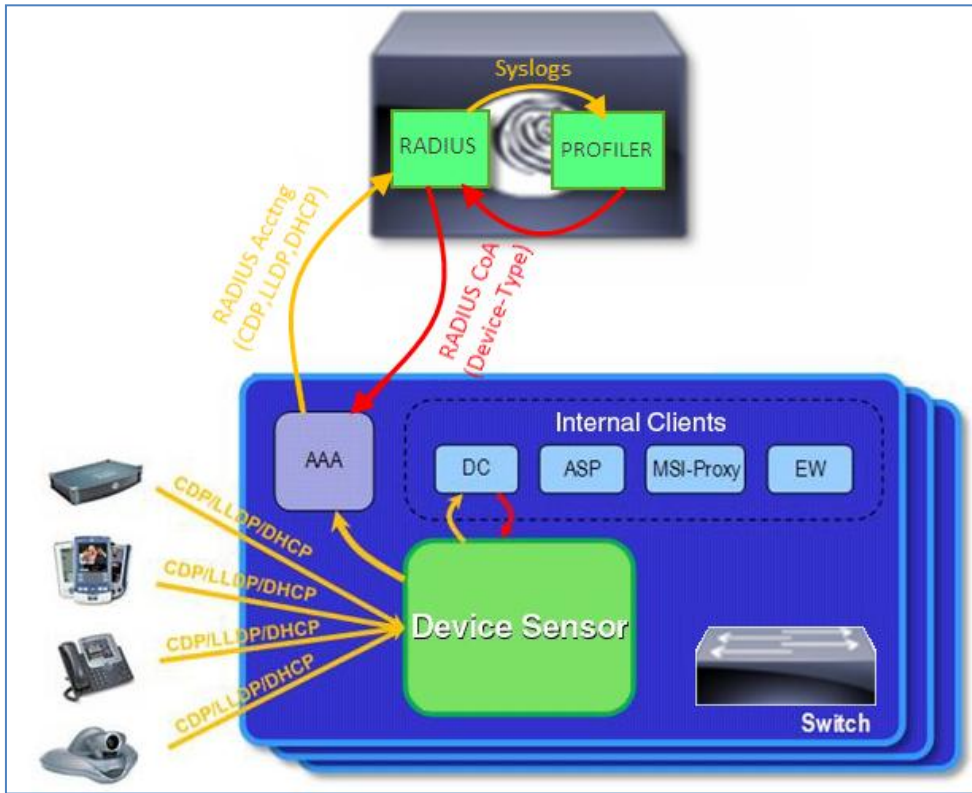 Syslogs
RADIUS
PROFILER
RADIUS Acctng
(CDP,LLDP,DHCP)
RADIUS CoA
(Device-Type)
Internal Clients
AAA
DC
ASP
MSI-Proxy
EW
CDP/LLDP/DHCP
CDP/LLDP/DHCP
CDP/LLDP/DHCP
CDP/LLDP/DHCP
Device Sensor
Switch